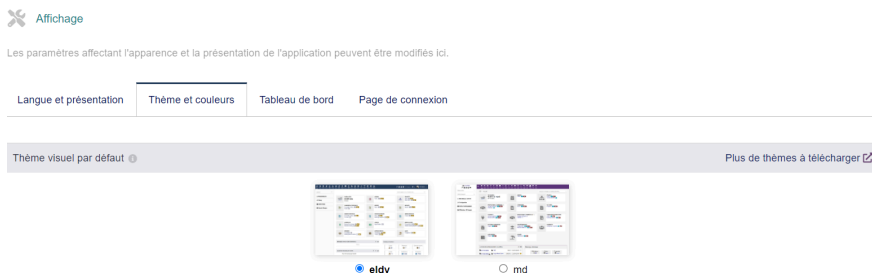 Affichage
Les paramètres affectant l'apparence et la présentation de l'application peuvent être modifiés ici.
Langue et présentation Thème et couleurs Tableau de bord Page de connexion
Thème visuel par défaut Plus de thèmes à télécharger
eldy md